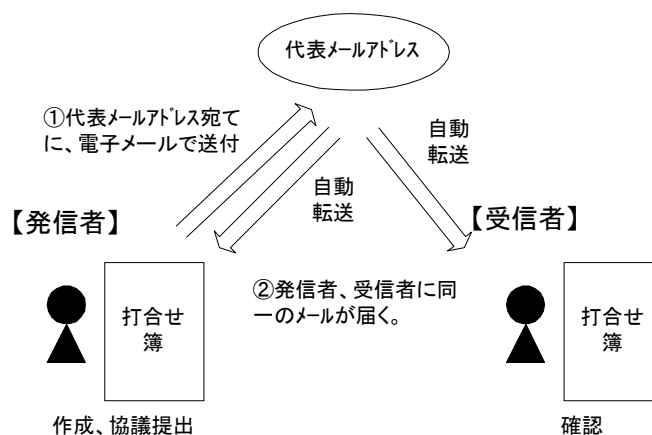 代表ﾒｰﾙｱﾄﾞﾚｽ
①代表ﾒｰﾙｱﾄﾞﾚｽ宛て
に、電子メールで送付
自動
転送
自動
転送
【発信者】
【受信者】
②発信者、受信者に同
一のﾒｰﾙが届く。
打合せ
簿
打合せ
簿
作成、協議提出
確認